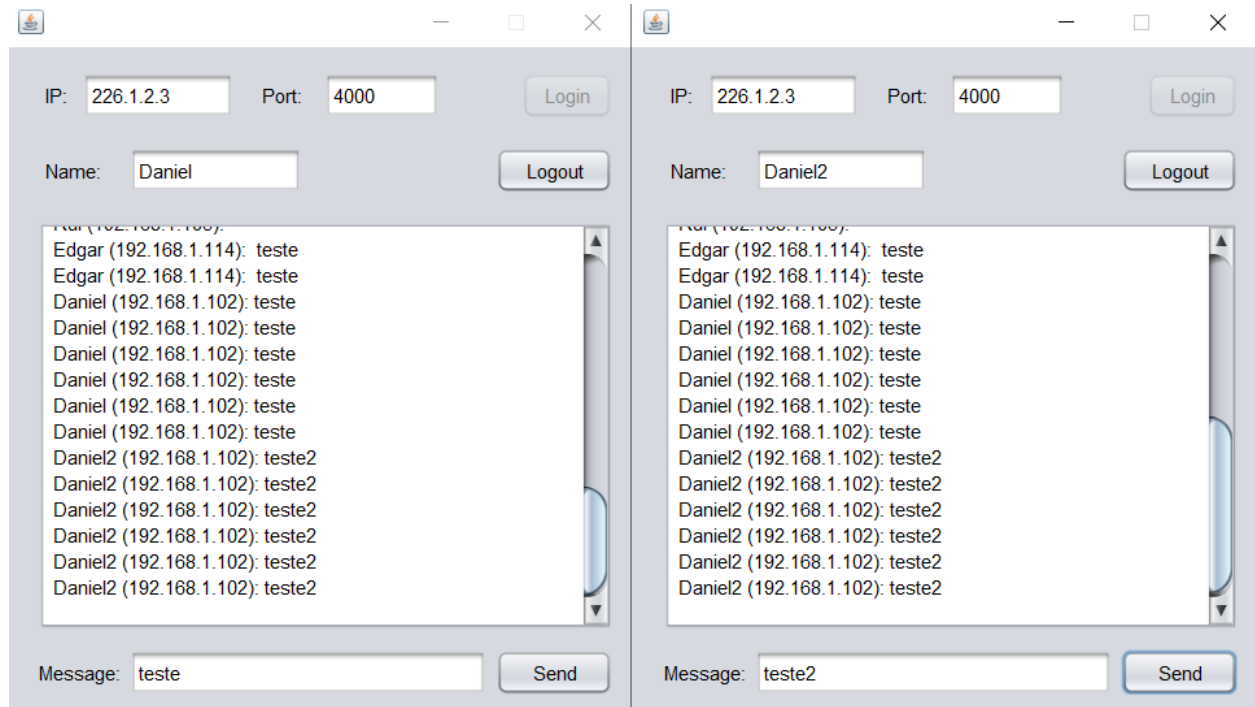 IP: 226.1.2.3 Port: 4000 Login
Name: Daniel Logout
Edgar (192.168.1.114):  teste
Edgar (192.168.1.114):  teste
Daniel (192.168.1.102): teste
Daniel (192.168.1.102): teste
Daniel (192.168.1.102): teste
Daniel (192.168.1.102): teste
Daniel (192.168.1.102): teste
Daniel (192.168.1.102): teste
Daniel2 (192.168.1.102): teste2
Daniel2 (192.168.1.102): teste2
Daniel2 (192.168.1.102): teste2
Daniel2 (192.168.1.102): teste2
Daniel2 (192.168.1.102): teste2
Daniel2 (192.168.1.102): teste2
Message: teste Send
IP: 226.1.2.3 Port: 4000 Login
Name: Daniel2 Logout
Edgar (192.168.1.114):  teste
Edgar (192.168.1.114):  teste
Daniel (192.168.1.102): teste
Daniel (192.168.1.102): teste
Daniel (192.168.1.102): teste
Daniel (192.168.1.102): teste
Daniel (192.168.1.102): teste
Daniel (192.168.1.102): teste
Daniel2 (192.168.1.102): teste2
Daniel2 (192.168.1.102): teste2
Daniel2 (192.168.1.102): teste2
Daniel2 (192.168.1.102): teste2
Daniel2 (192.168.1.102): teste2
Daniel2 (192.168.1.102): teste2
Message: teste2 Send